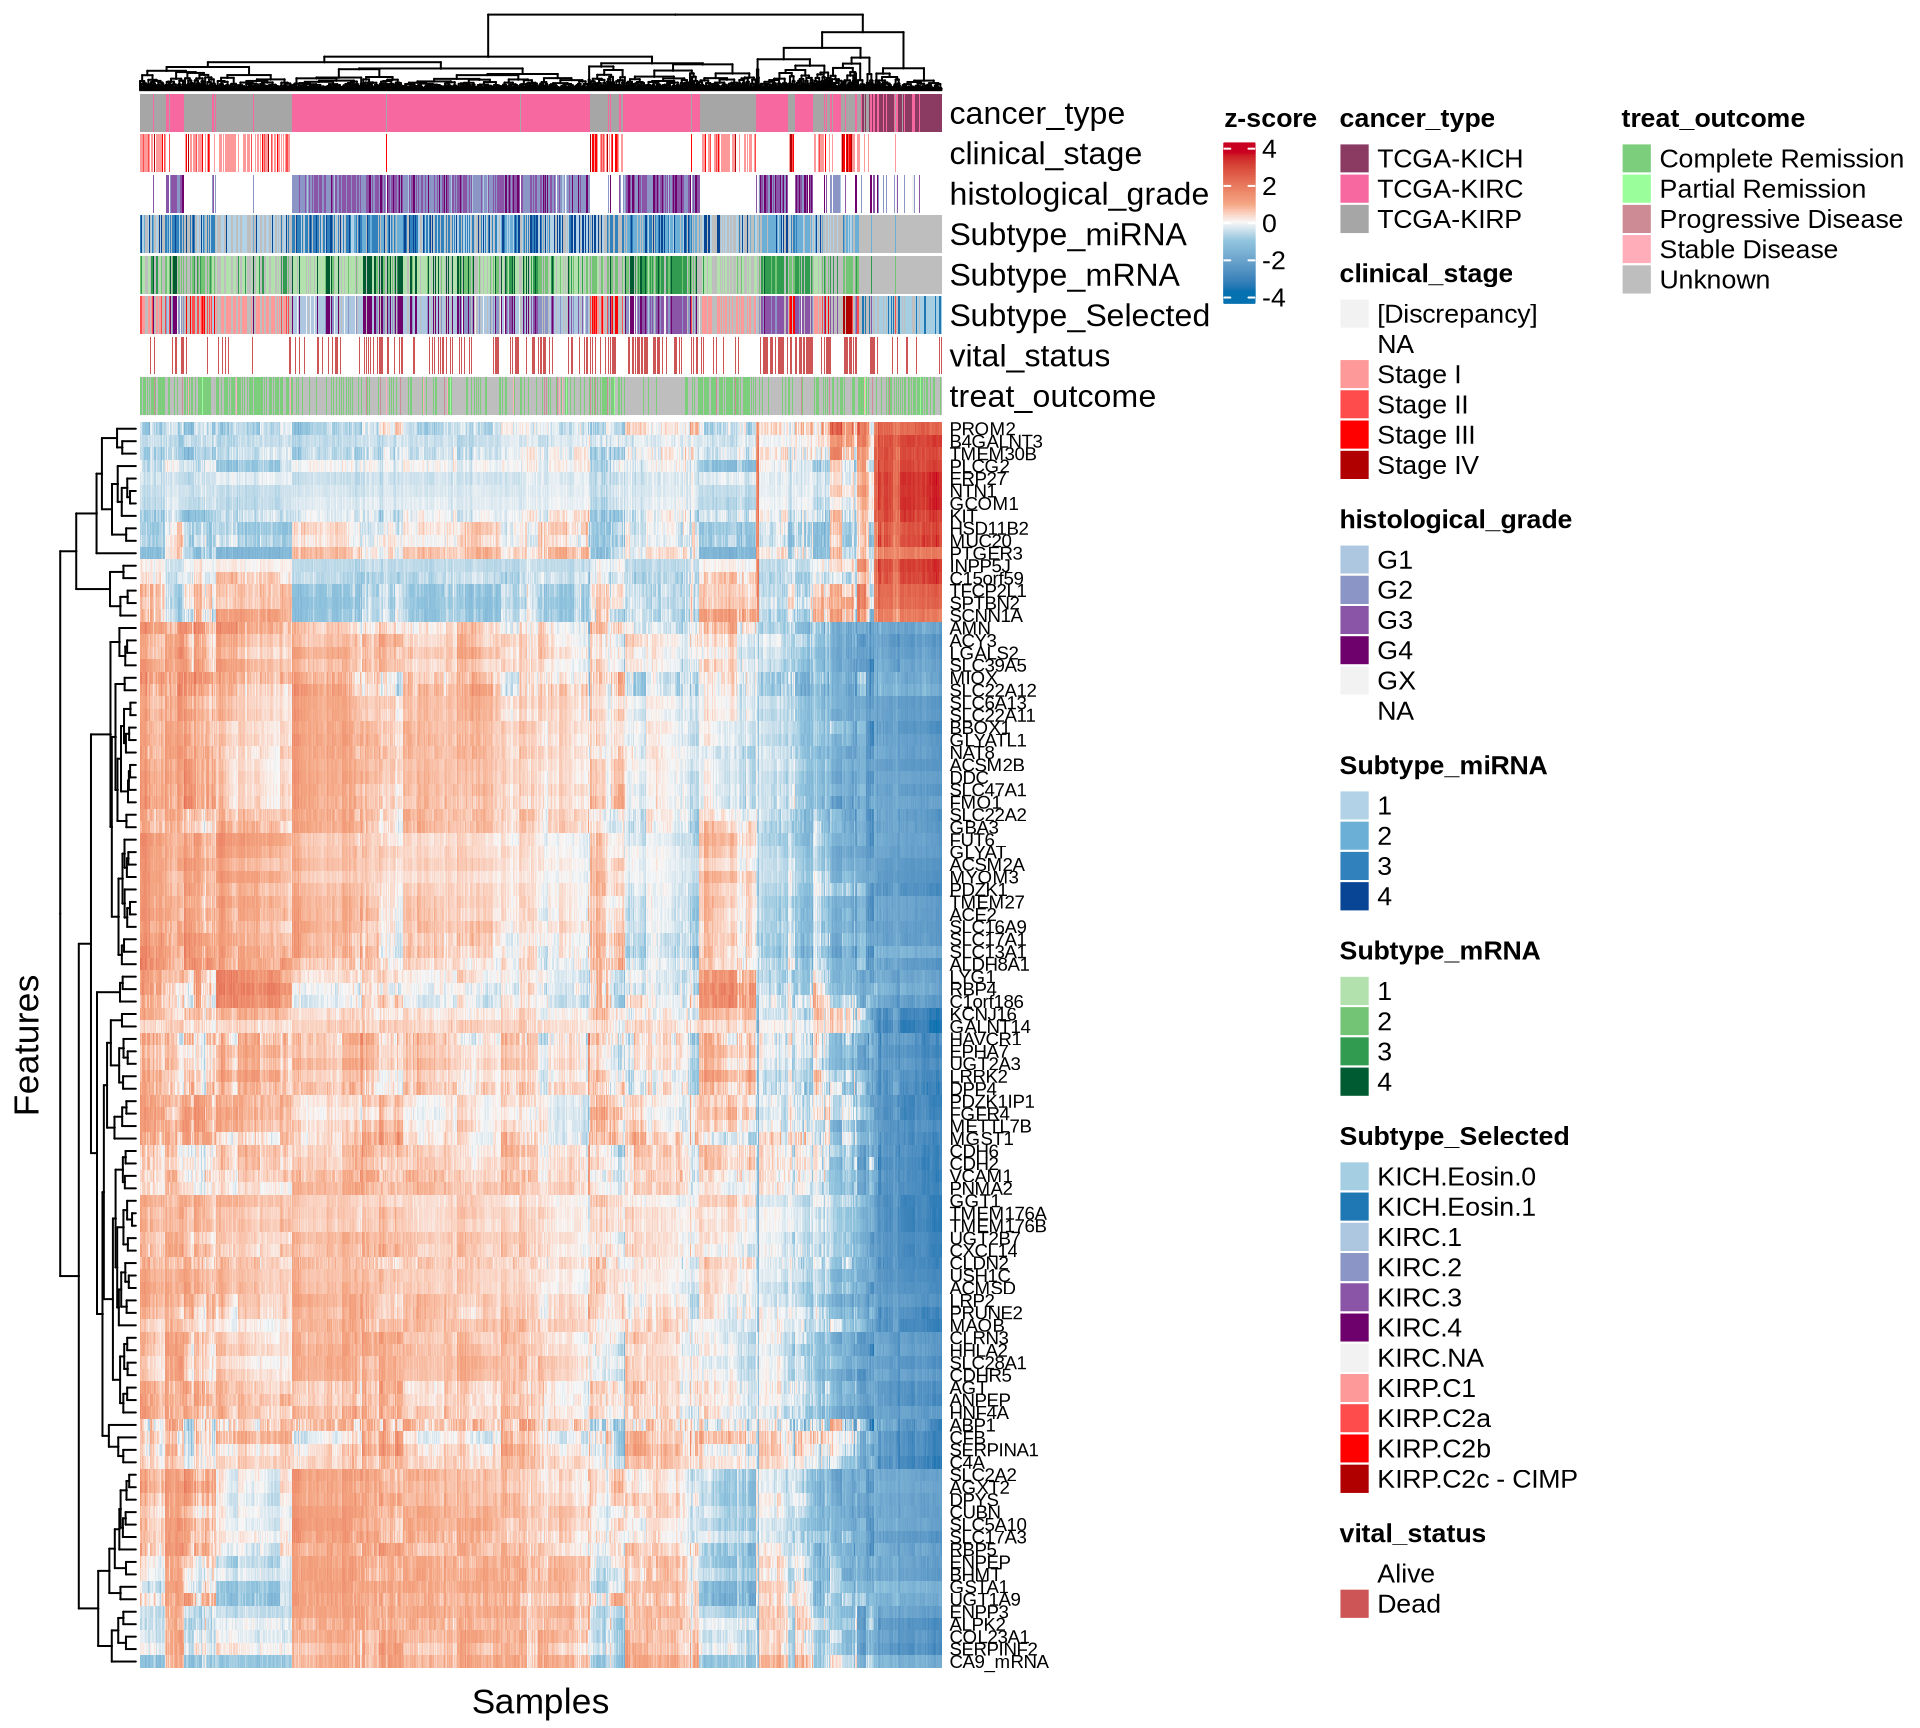 cancer_type
clinical_stage
histological_grade
Subtype_miRNA
Subtype_mRNA
Subtype_Selected
vital_status
treat_outcome
PROM2
B4GALNT3
TMEM30B
PLCG2
ERP27
NTN1
GCOM1
KIT
HSD11B2
MUC20
PTGER3
INPP5J
C15orf59
TFCP2L1
SPTBN2
SCNN1A
AMN
ACY3
LGALS2
SLC39A5
MIOX
SLC22A12
SLC6A13
SLC22A11
BBOX1
GLYATL1
NAT8
ACSM2B
DDC
SLC47A1
FMO1
SLC22A2
GBA3
FUT6
GLYAT
ACSM2A
MYOM3
PDZK1
TMEM27
ACE2
SLC16A9
SLC17A1
SLC13A1
ALDH8A1
LYG1
RBP4
C1orf186
KCNJ16
GALNT14
HAVCR1
EPHA7
UGT2A3
LRRK2
DPP4
PDZK1IP1
FGFR4
METTL7B
MGST1
CDH6
CDH2
VCAM1
PNMA2
GGT1
TMEM176A
TMEM176B
UGT2B7
CXCL14
CLDN2
USH1C
ACMSD
LRP2
PRUNE2
MAOB
CLRN3
HHLA2
SLC28A1
CDHR5
AGT
ANPEP
HNF4A
ABP1
CFB
SERPINA1
C4A
SLC2A2
AGXT2
DPYS
CUBN
SLC5A10
SLC17A3
RBP5
ENPEP
BHMT
GSTA1
UGT1A9
ENPP3
ALPK2
COL23A1
SERPINF2
CA9_mRNA
Features
Samples
z-score
4
2
0
-2
-4
cancer_type
TCGA-KICH
TCGA-KIRC
TCGA-KIRP
clinical_stage
[Discrepancy]
NA
Stage I
Stage II
Stage III
Stage IV
histological_grade
G1
G2
G3
G4
GX
NA
Subtype_miRNA
1
2
3
4
Subtype_mRNA
1
2
3
4
Subtype_Selected
KICH.Eosin.0
KICH.Eosin.1
KIRC.1
KIRC.2
KIRC.3
KIRC.4
KIRC.NA
KIRP.C1
KIRP.C2a
KIRP.C2b
KIRP.C2c - CIMP
vital_status
Alive
Dead
treat_outcome
Complete Remission
Partial Remission
Progressive Disease
Stable Disease
Unknown